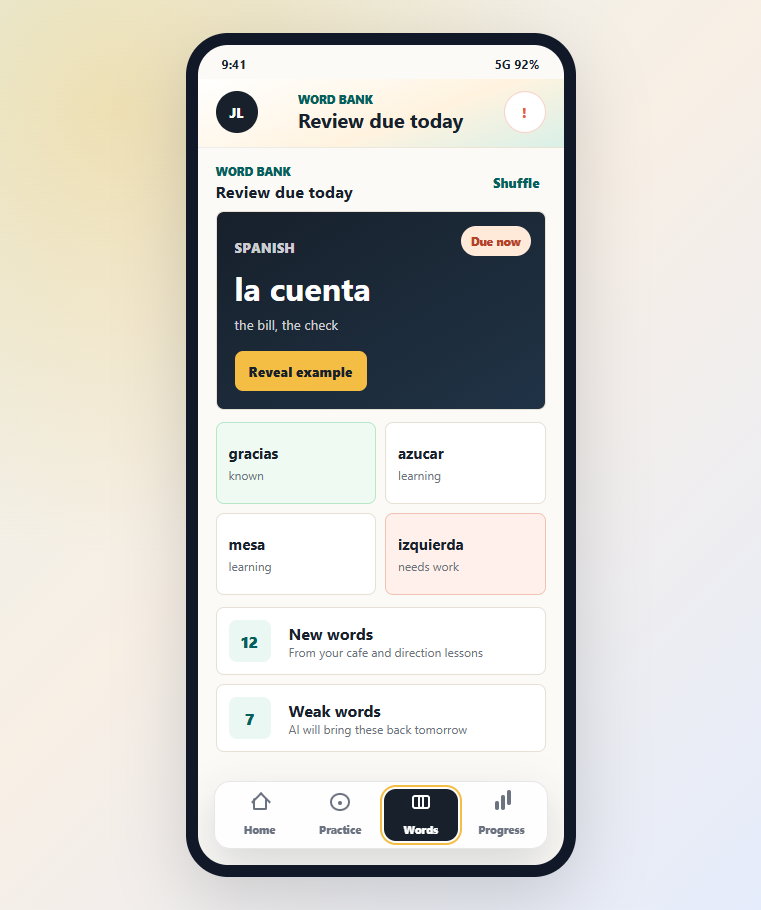 9:41
5G 92%
JL
WORD BANK
Review due today
!
WORD BANK
Review due today
Shuffle
SPANISH
Due now
la cuenta
the bill, the check
Reveal example
gracias
known
azucar
learning
mesa
learning
izquierda
needs work
12
New words
From your cafe and direction lessons
7
Weak words
AI will bring these back tomorrow
Home
Practice
Words
Progress